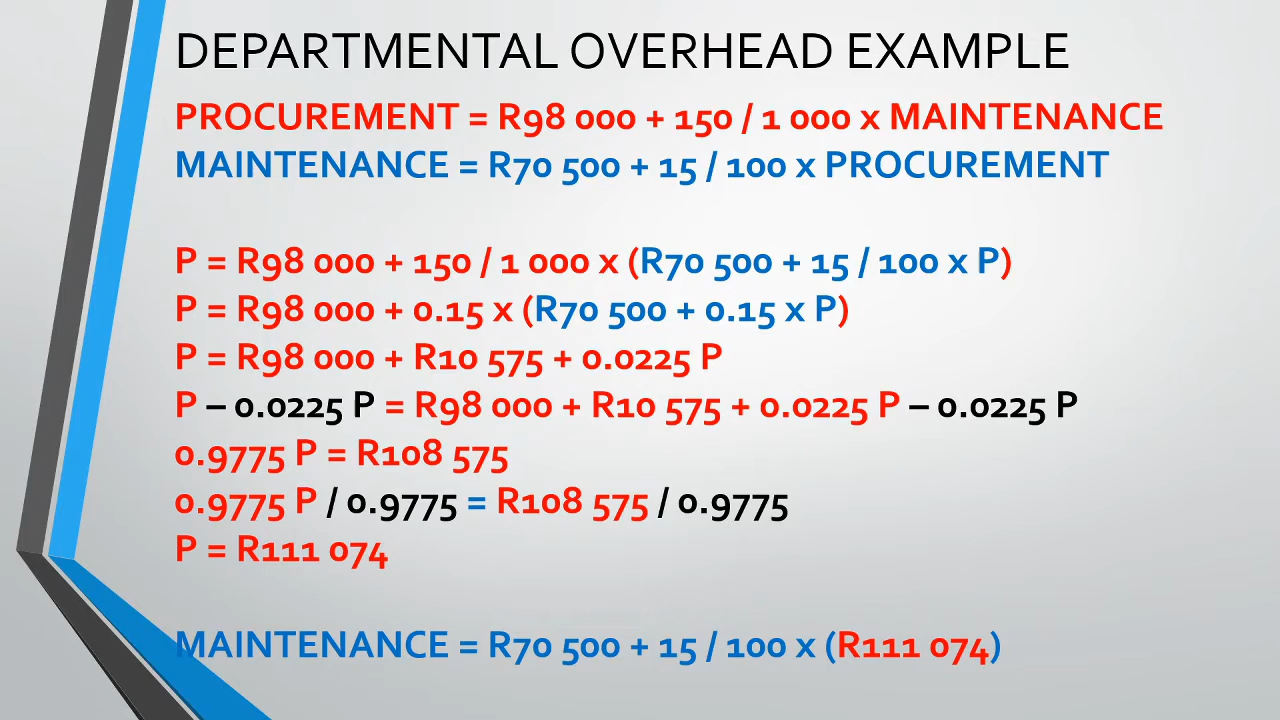 DEPARTMENTAL OVERHEAD EXAMPLE
PROCUREMENT = R98 000 + 150 / 1 000 x MAINTENANCE
MAINTENANCE = R70 500 + 15 / 100 x PROCUREMENT
P = R98 000 + 150 / 1 000 x (R70 500 + 15 / 100 x P)
P = R98 000 + 0.15 x (R70 500 + 0.15 x P)
P = R98 000 + R10 575 + 0.0225 P
P – 0.0225 P = R98 000 + R10 575 + 0.0225 P – 0.0225 P
0.9775 P = R108 575
0.9775 P / 0.9775 = R108 575 / 0.9775
P = R111 074
MAINTENANCE = R70 500 + 15 / 100 x (R111 074)